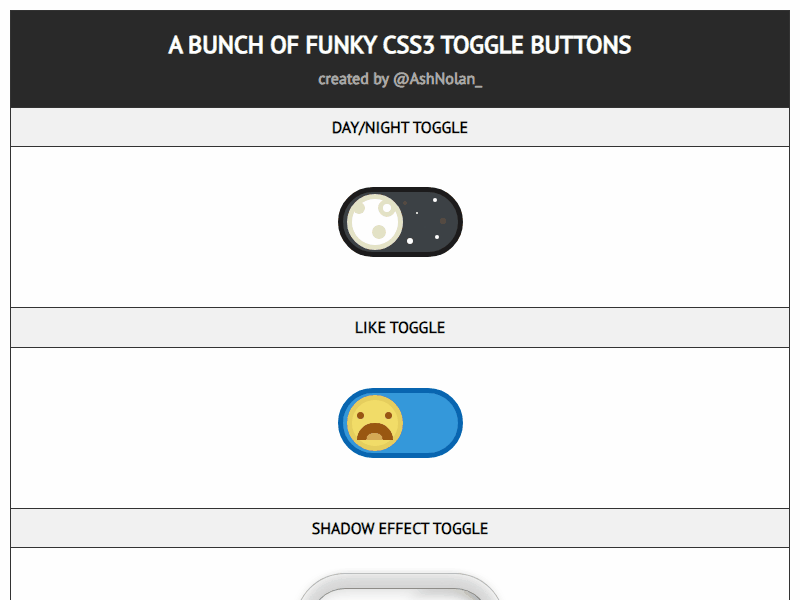 A BUNCH OF FUNKY CSS3 TOGGLE BUTTONS
created by @AshNolan_
DAY/NIGHT TOGGLE
LIKE TOGGLE
SHADOW EFFECT TOGGLE